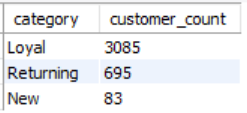 category customer_count
Loyal 3085
Returning 695
New 83